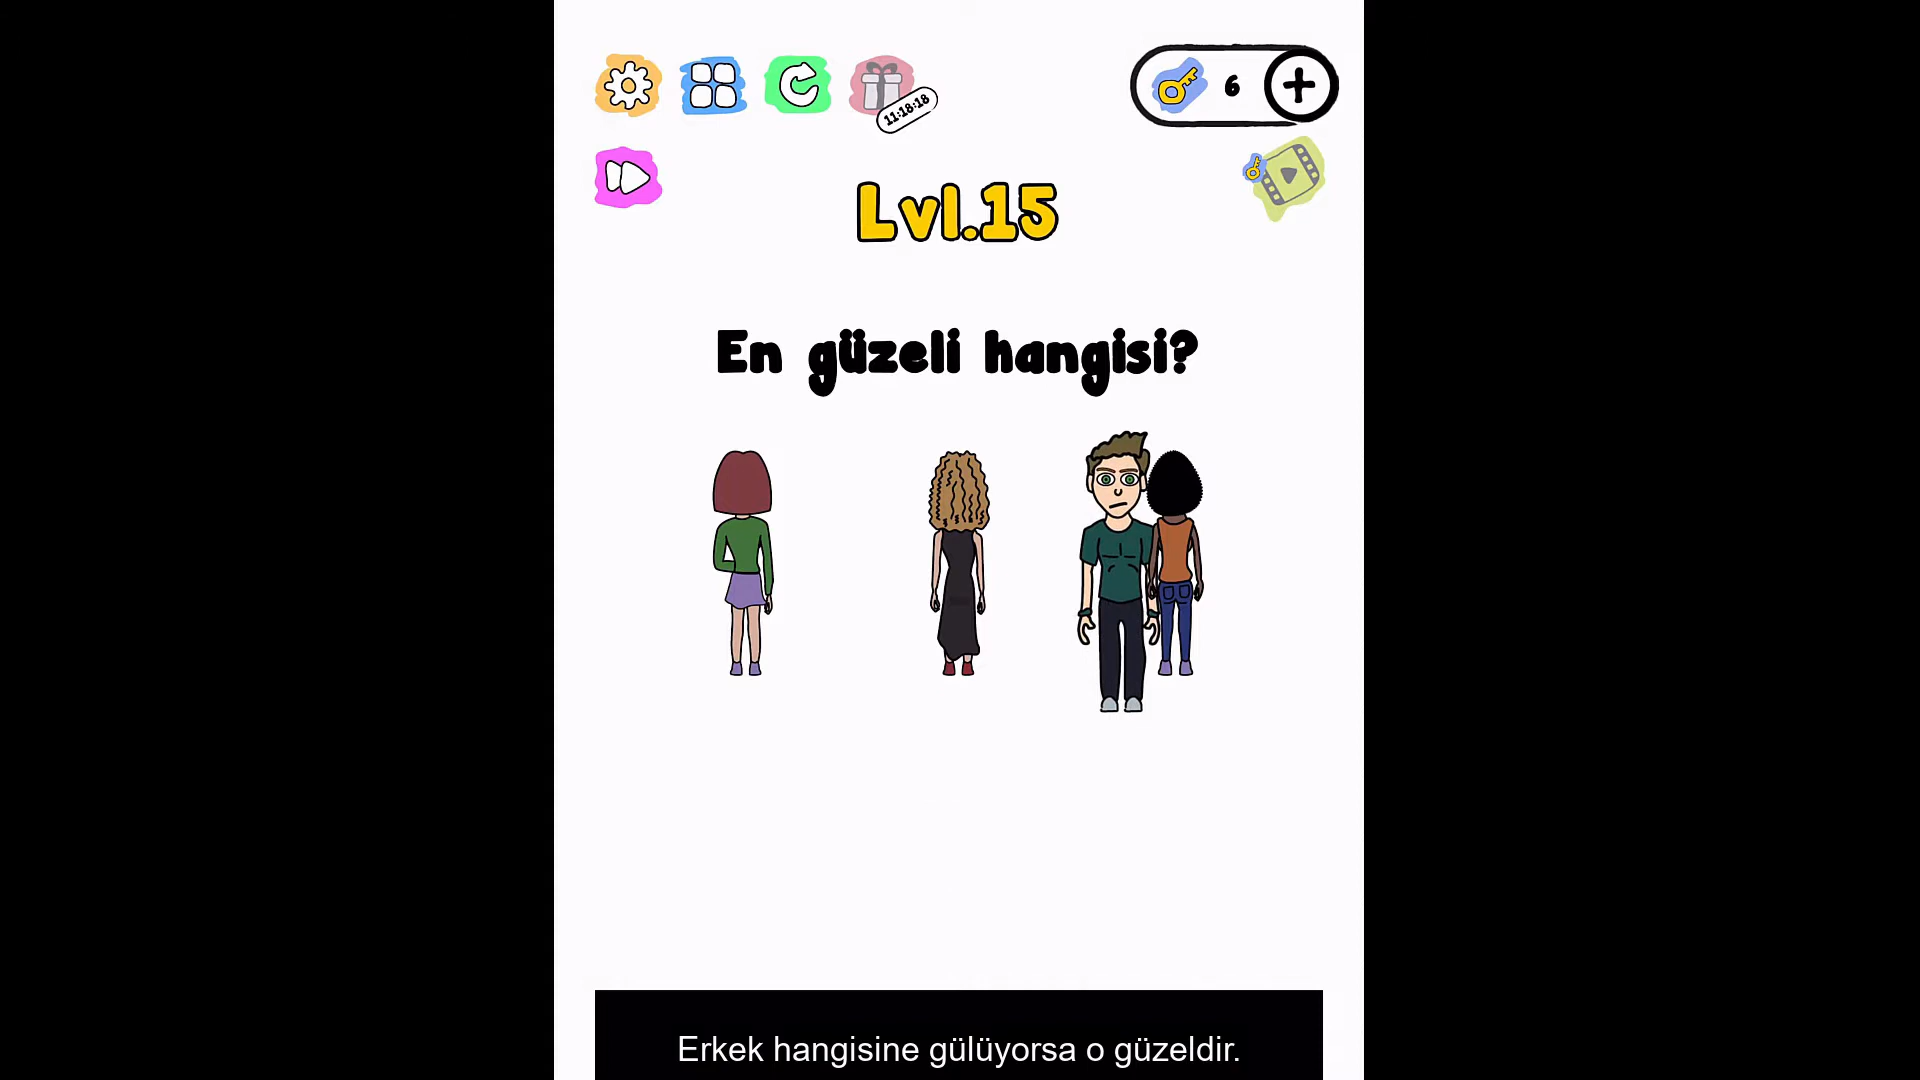 11:18:18
6
Lvl.15
En güzeli hangisi?
Erkek hangisine gülüyorsa o güzeldir.